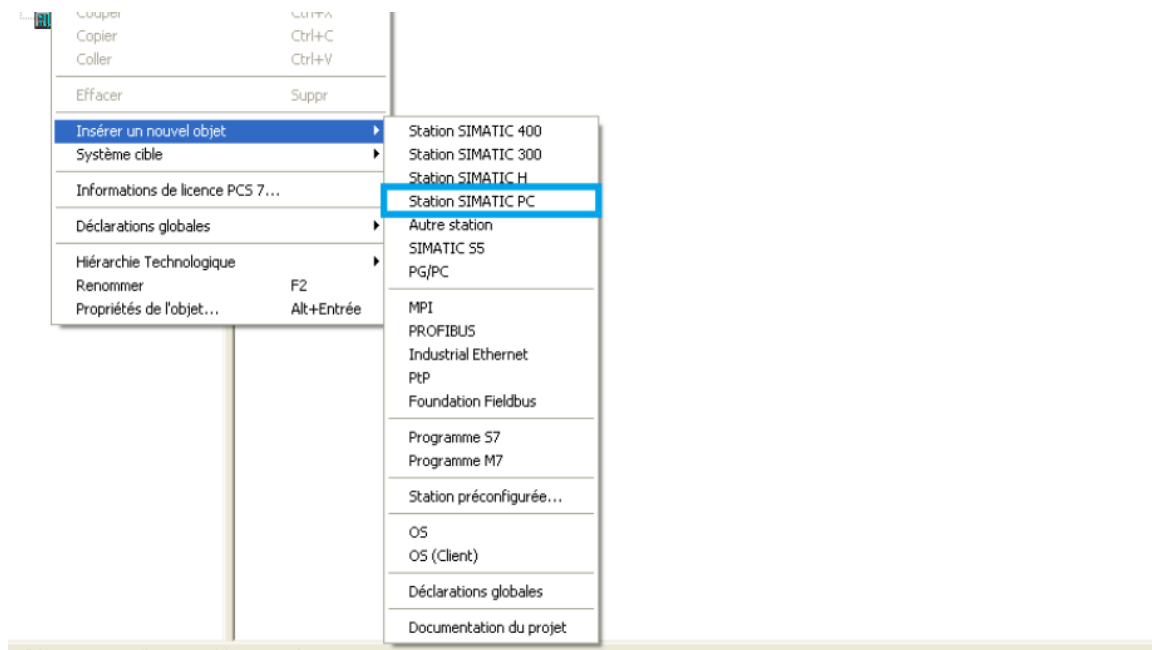 Couper Ctrl+X
Copier Ctrl+C
Coller Ctrl+V
Effacer Suppr
Insérer un nouvel objet
Système cible
Informations de licence PCS 7...
Déclarations globales
Hiérarchie Technologique
Renommer F2
Propriétés de l'objet... Alt+Entrée
Station SIMATIC 400
Station SIMATIC 300
Station SIMATIC H
Station SIMATIC PC
Autre station
SIMATIC S5
PG/PC
MPI
PROFIBUS
Industrial Ethernet
PtP
Foundation Fieldbus
Programme S7
Programme M7
Station préconfigurée...
OS
OS (Client)
Déclarations globales
Documentation du projet